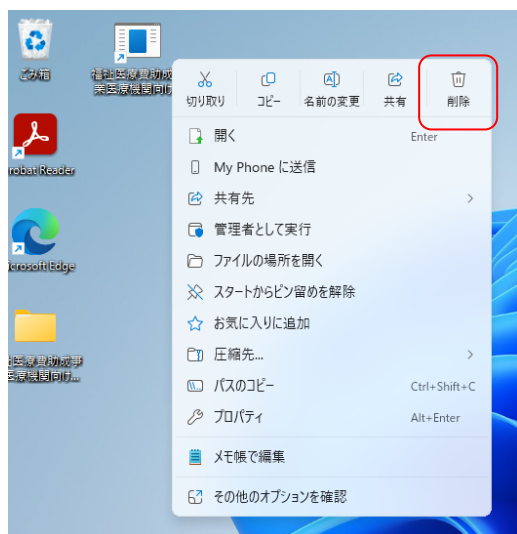 ごみ箱
福祉医療費助成
業医療機関向け
robat Reader
icrosoft Edge
祉医療費助成事
医療機関向け...
切り取り
コピー
名前の変更
共有
削除
開く Enter
My Phone に送信
共有先
管理者として実行
ファイルの場所を開く
スタートからピン留めを解除
お気に入りに追加
圧縮先...
パスのコピー Ctrl+Shift+C
プロパティ Alt+Enter
メモ帳で編集
その他のオプションを確認